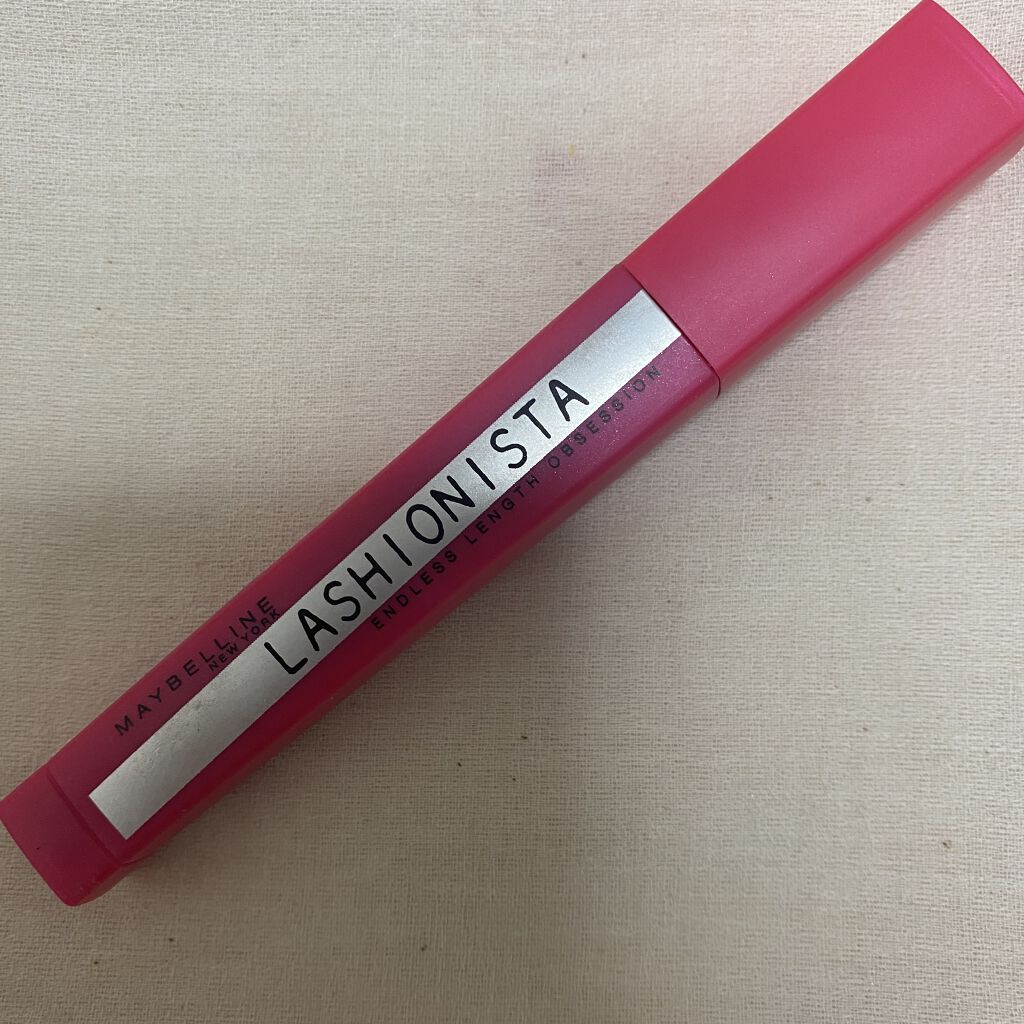 MAYBELLINE
NEW YORK
LASHIONISTA
ENDLESS LENGTH OBSESSION